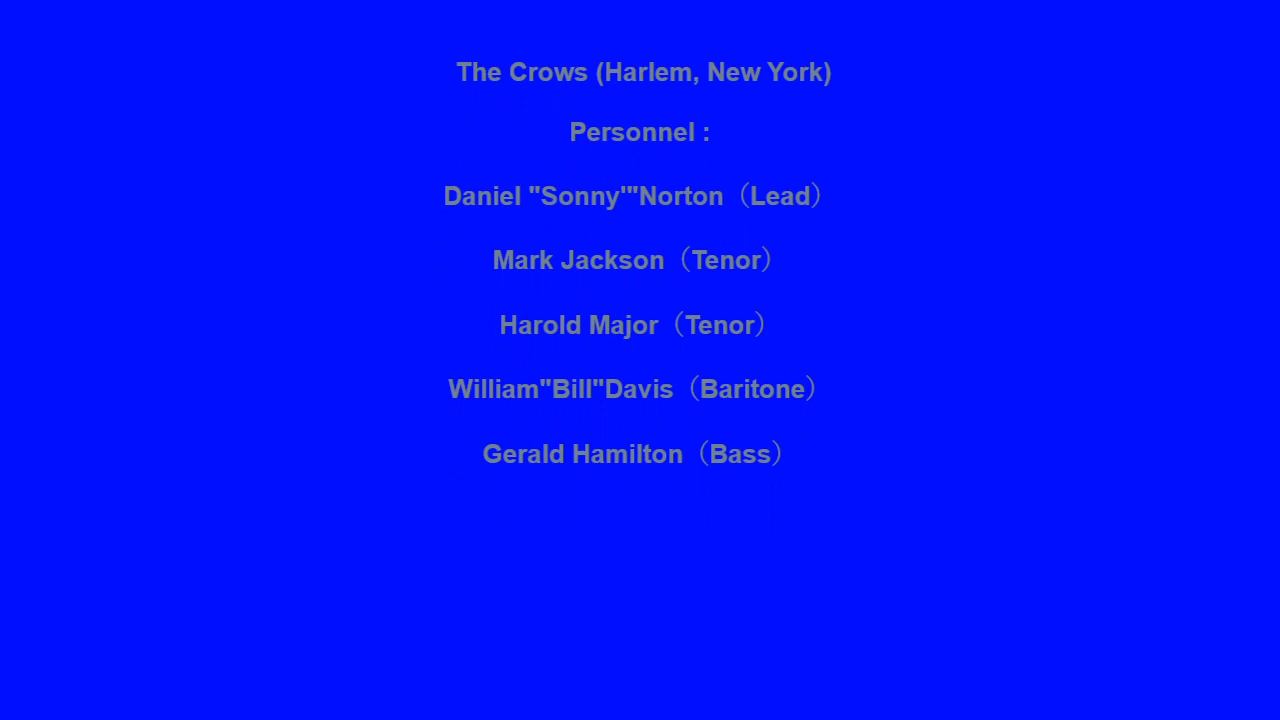 The Crows (Harlem, New York)
Personnel :
Daniel "Sonny'"Norton（Lead）
Mark Jackson（Tenor）
Harold Major（Tenor）
William"Bill"Davis（Baritone）
Gerald Hamilton（Bass）